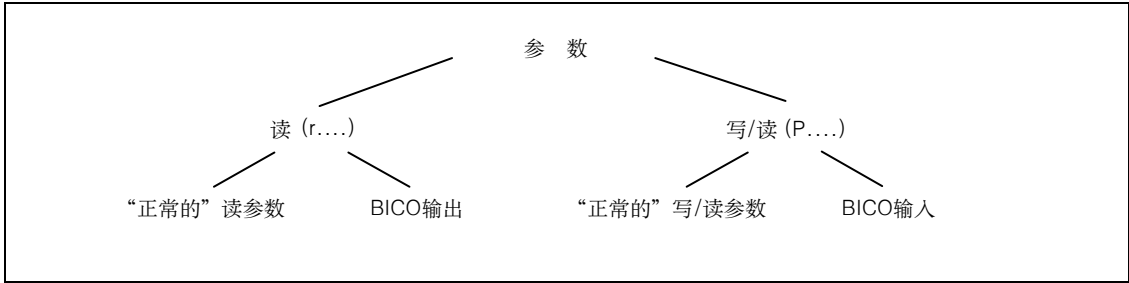 参 数
读 (r....)
写/读 (P....)
“正常的”读参数
BICO输出
“正常的”写/读参数
BICO输入